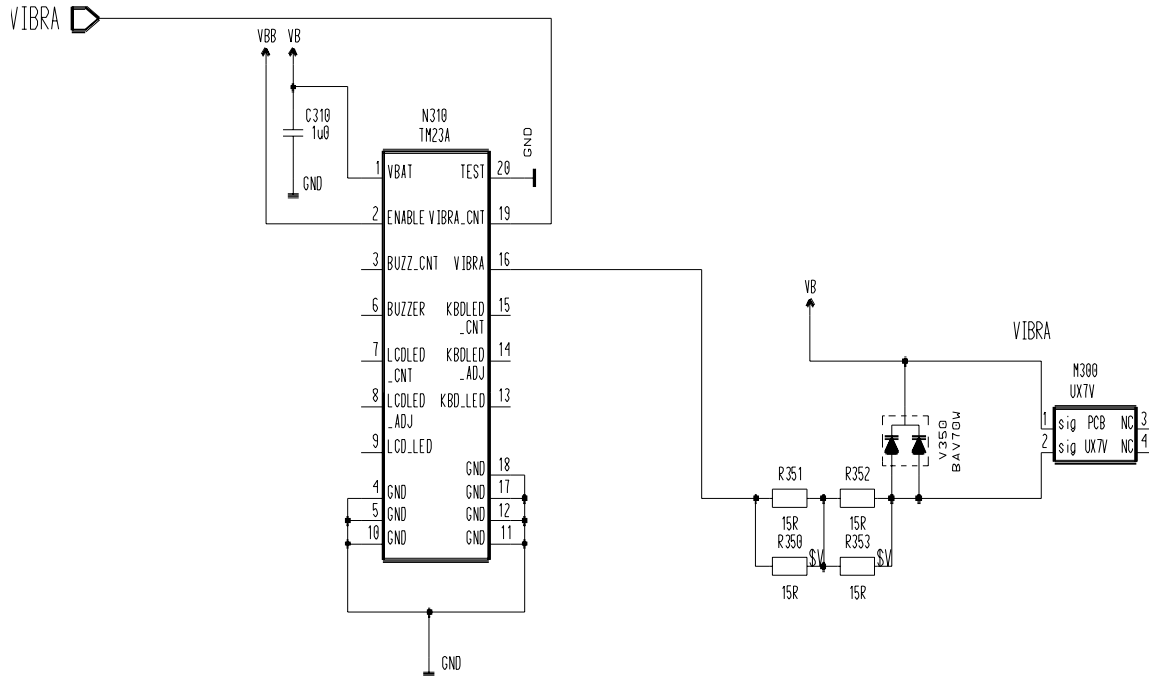 VIBRA
VBB VB
C310
1u0
GND
N310
TM23A
GND
1 VBAT TEST 20
2 ENABLE VIBRA_CNT 19
3 BUZZ_CNT VIBRA 16
6 BUZZER KBDLED 15
_CNT
7 LCDLED KBDLED 14
_CNT _ADJ
8 LCDLED KBD_LED 13
_ADJ
9 LCD_LED
GND 18
4 GND GND 17
5 GND GND 12
10 GND GND 11
GND
VB
VIBRA
M300
UX7V
1 sig PCB NC 3
2 sig UX7V NC 4
V350
BAV70W
R351 R352
15R 15R
R350 $V R353 $V
15R 15R